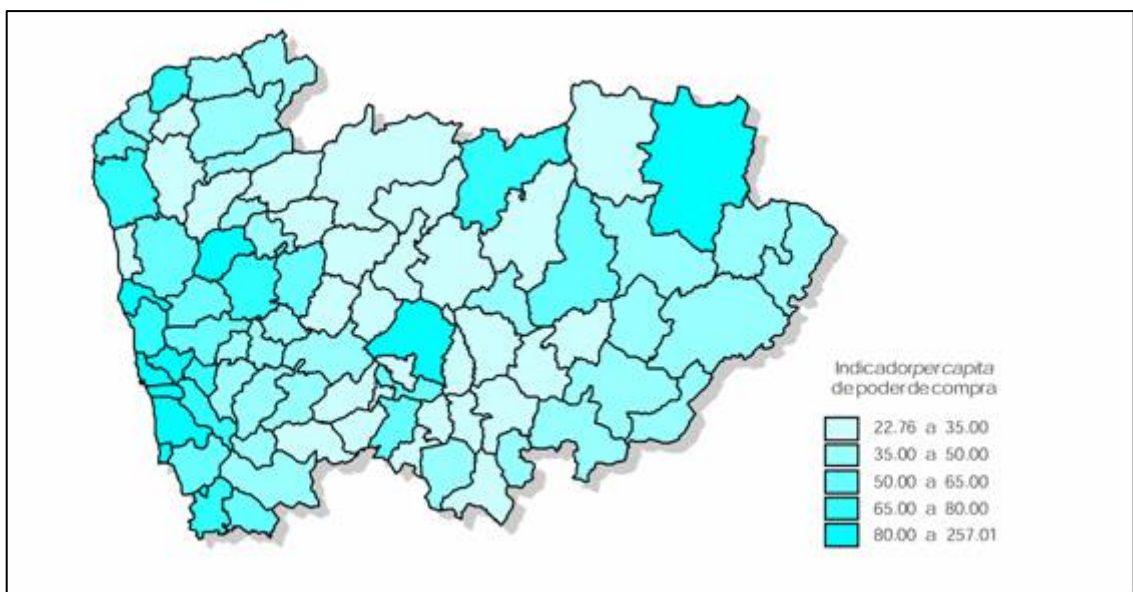 Indicador per capita
de poder de compra
22.76 a 35.00
35.00 a 50.00
50.00 a 65.00
65.00 a 80.00
80.00 a 257.01